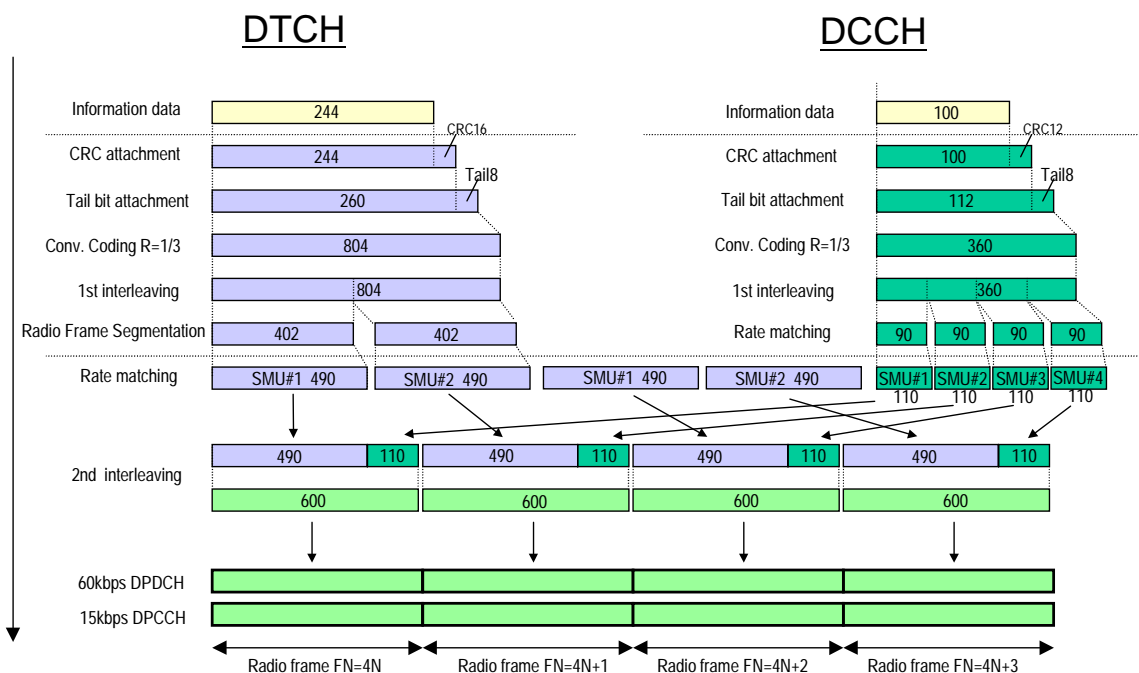 DTCH
DCCH
Information data
244
Information data
100
CRC16
CRC12
CRC attachment
244
CRC attachment
100
Tail8
Tail8
Tail bit attachment
260
Tail bit attachment
112
Conv. Coding R=1/3
804
Conv. Coding R=1/3
360
1st interleaving
804
1st interleaving
360
Radio Frame Segmentation
402
402
Rate matching
90
90
90
90
Rate matching
SMU#1 490
SMU#2 490
SMU#1 490
SMU#2 490
SMU#1
SMU#2
SMU#3
SMU#4
110
110
110
110
2nd interleaving
490
110
490
110
490
110
490
110
600
600
600
600
60kbps DPDCH
15kbps DPCCH
Radio frame FN=4N
Radio frame FN=4N+1
Radio frame FN=4N+2
Radio frame FN=4N+3